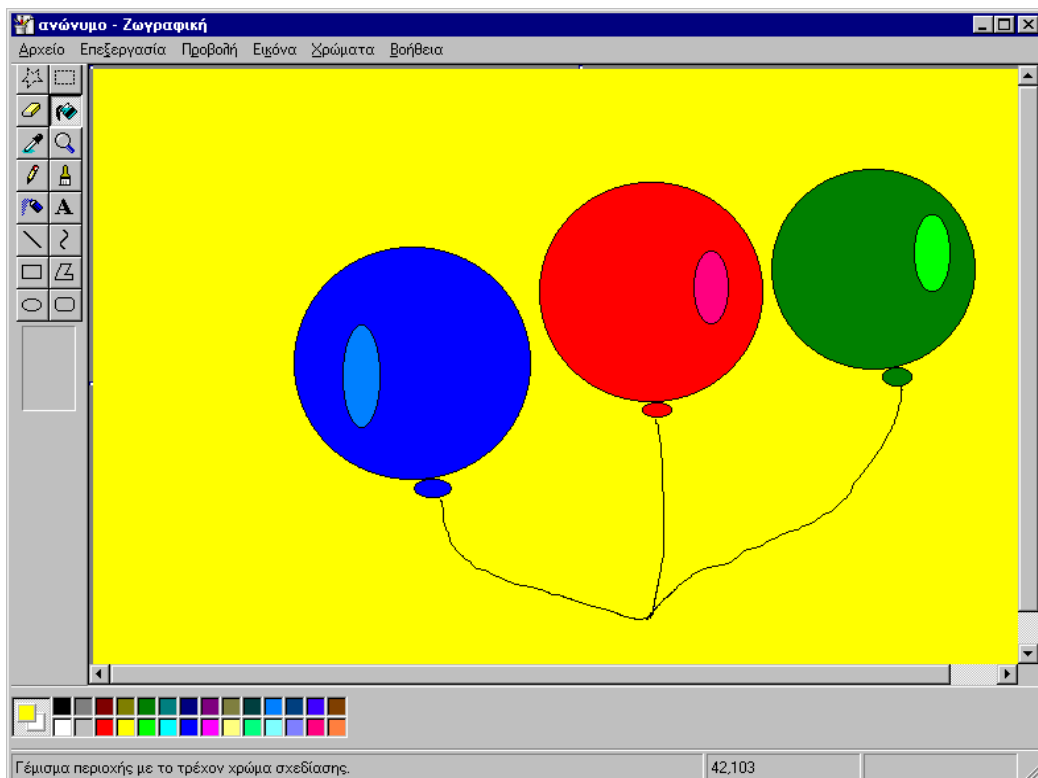 ανώνυμο - Ζωγραφική
Αρχείο Επεξεργασία Προβολή Εικόνα Χρώματα Βοήθεια
A
Γέμισμα περιοχής με το τρέχον χρώμα σχεδίασης.
42,103